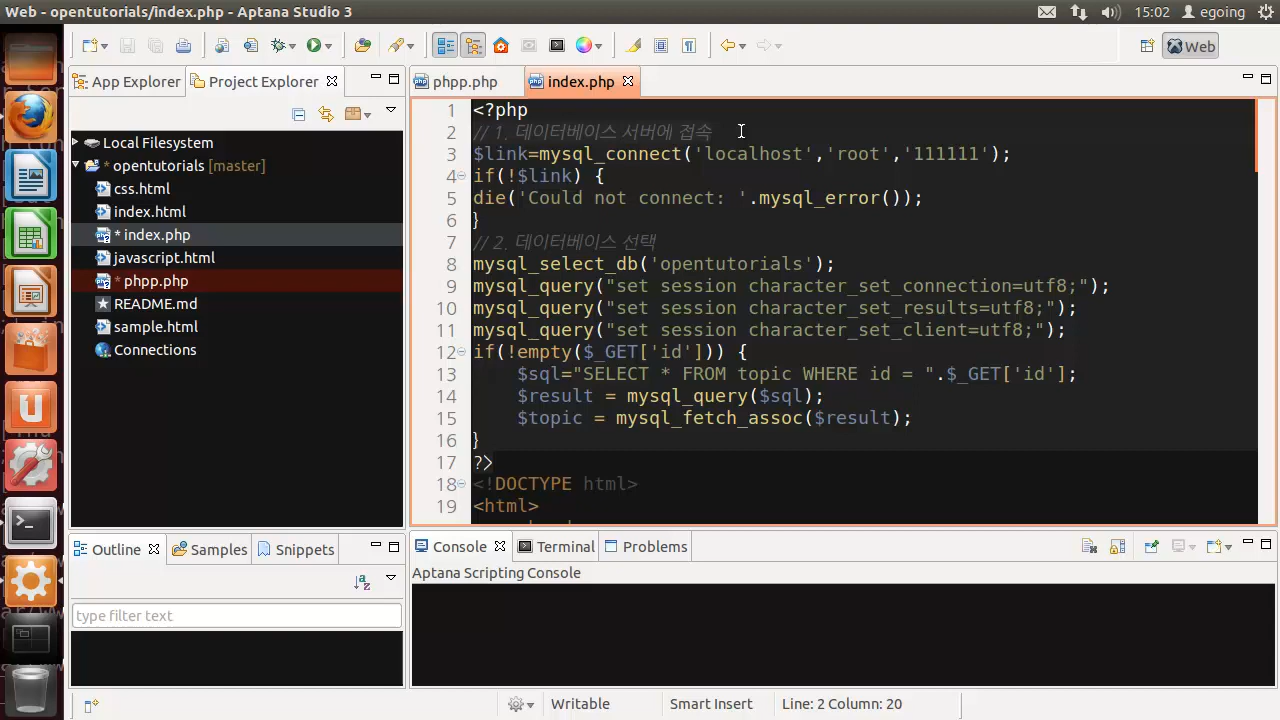 Web - opentutorials/index.php - Aptana Studio 3
15:02
egoing
Web
App Explorer
Project Explorer
phpp.php
index.php
Local Filesystem
* opentutorials [master]
css.html
index.html
* index.php
javascript.html
* phpp.php
README.md
sample.html
Connections
1 <?php
2 // 1. 데이터베이스 서버에 접속
3 $link=mysql_connect('localhost','root','111111');
4 if(!$link) {
5 die('Could not connect: '.mysql_error());
6 }
7 // 2. 데이터베이스 선택
8 mysql_select_db('opentutorials');
9 mysql_query("set session character_set_connection=utf8;");
10 mysql_query("set session character_set_results=utf8;");
11 mysql_query("set session character_set_client=utf8;");
12 if(!empty($_GET['id'])) {
13 $sql="SELECT * FROM topic WHERE id = ".$_GET['id'];
14 $result = mysql_query($sql);
15 $topic = mysql_fetch_assoc($result);
16 }
17 ?>
18 <!DOCTYPE html>
19 <html>
Outline
Samples
Snippets
type filter text
Console
Terminal
Problems
Aptana Scripting Console
Writable
Smart Insert
Line: 2 Column: 20